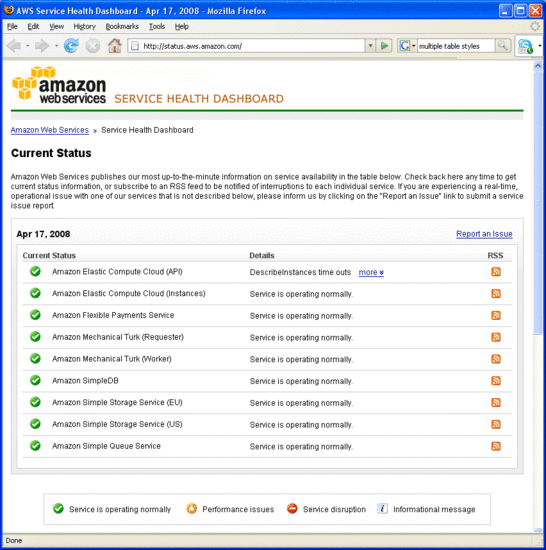 AWS Service Health Dashboard - Apr 17, 2008 - Mozilla Firefox
File Edit View History Bookmarks Tools Help
http://status.aws.amazon.com/ multiple table styles
amazon
webservices SERVICE HEALTH DASHBOARD
Amazon Web Services » Service Health Dashboard
Current Status
Amazon Web Services publishes our most up-to-the-minute information on service availability in the table below. Check back here any time to get
current status information, or subscribe to an RSS feed to be notified of interruptions to each individual service. If you are experiencing a real-time,
operational issue with one of our services that is not described below, please inform us by clicking on the "Report an Issue" link to submit a service
issue report.
Apr 17, 2008 Report an Issue
Current Status Details RSS
Amazon Elastic Compute Cloud (API) DescribeInstances time outs more
Amazon Elastic Compute Cloud (Instances) Service is operating normally.
Amazon Flexible Payments Service Service is operating normally.
Amazon Mechanical Turk (Requester) Service is operating normally.
Amazon Mechanical Turk (Worker) Service is operating normally.
Amazon SimpleDB Service is operating normally.
Amazon Simple Storage Service (EU) Service is operating normally.
Amazon Simple Storage Service (US) Service is operating normally.
Amazon Simple Queue Service Service is operating normally.
Service is operating normally Performance issues Service disruption i Informational message
Done